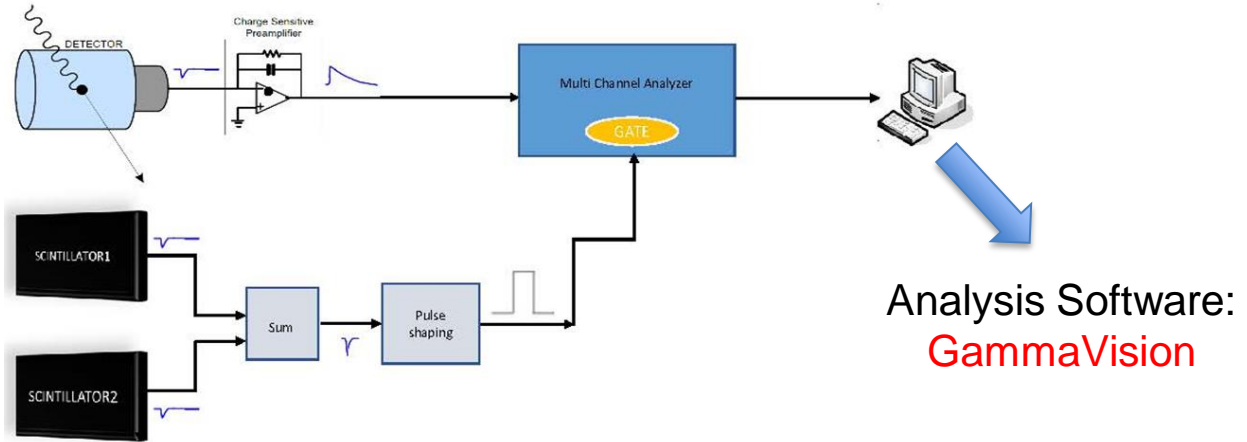 Charge Sensitive
Preamplifier
DETECTOR
Multi Channel Analyzer
GATE
SCINTILLATOR1
Sum
Pulse
shaping
SCINTILLATOR2
Analysis Software:
GammaVision